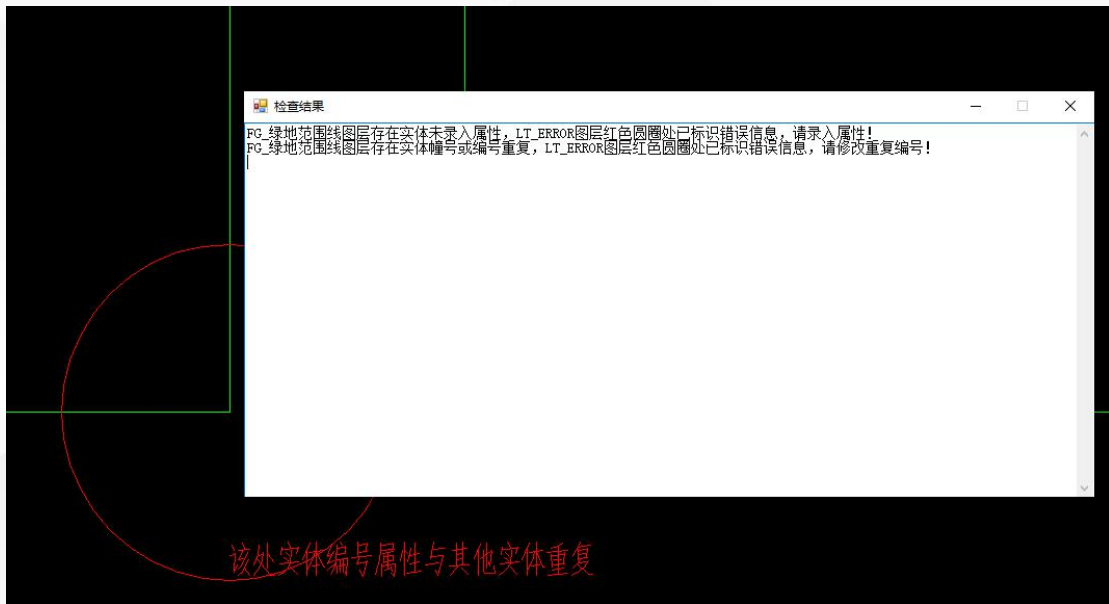 检查结果
FG_绿地范围线图层存在实体未录入属性，LT_ERROR图层红色圆圈处已标识错误信息，请录入属性！
FG_绿地范围线图层存在实体幢号或编号重复，LT_ERROR图层红色圆圈处已标识错误信息，请修改重复编号！
该处实体编号属性与其他实体重复